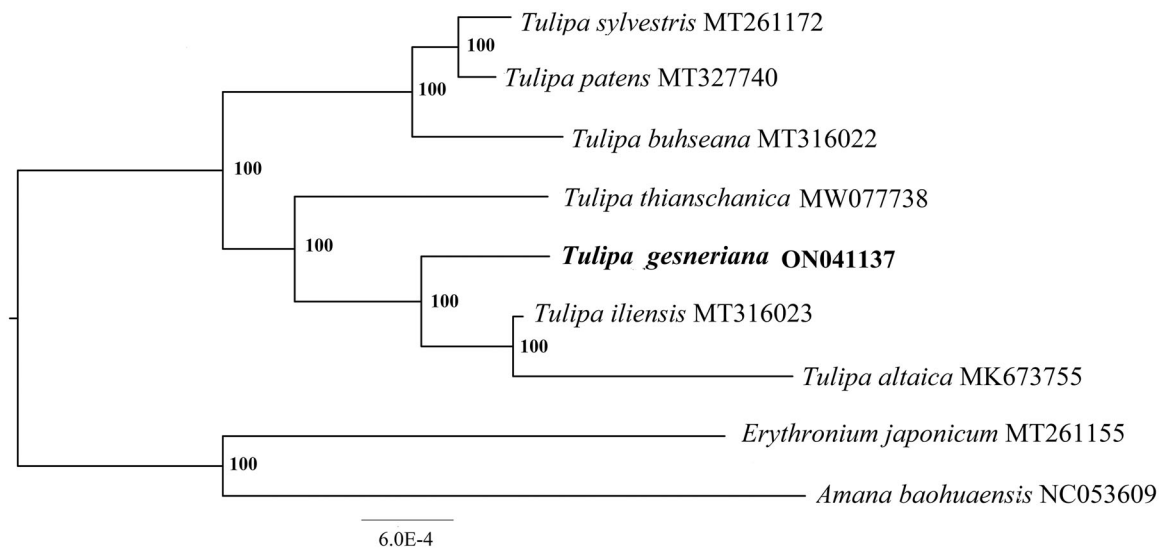 Tulipa sylvestris MT261172
100
Tulipa patens MT327740
100
Tulipa buhseana MT316022
100
Tulipa thianschanica MW077738
100
Tulipa gesneriana ON041137
100
Tulipa iliensis MT316023
100
Tulipa altaica MK673755
Erythronium japonicum MT261155
100
Amana baohuaensis NC053609
6.0E-4